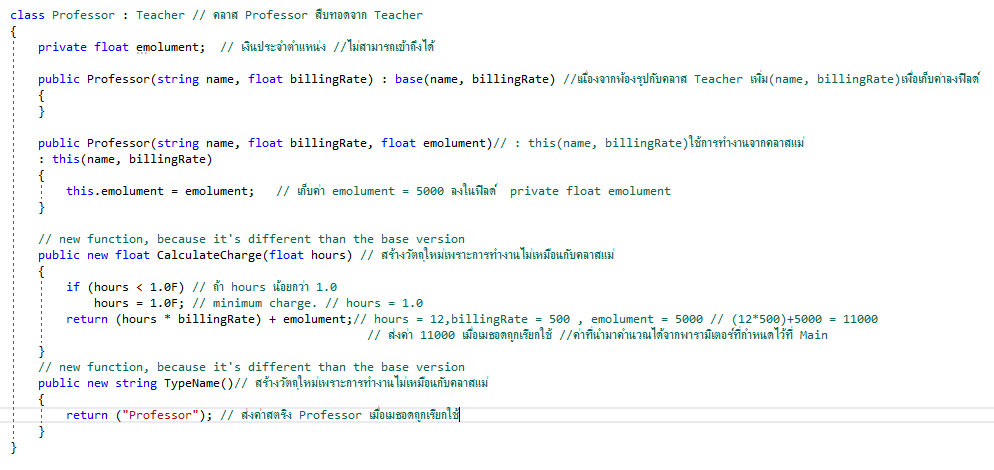 class Professor : Teacher // คลาส Professor สืบทอดจาก Teacher
{
private float emolument;  // เงินประจำตำแหน่ง //ไม่สามารถเข้าถึงได้
public Professor(string name, float billingRate) : base(name, billingRate) //เนื่องจากพ้องรูปกับคลาส Teacher เพิ่ม(name, billingRate)เพื่อเก็บค่าลงฟิลด์
{
}
public Professor(string name, float billingRate, float emolument)// : this(name, billingRate)ใช้การทำงานจากคลาสแม่
: this(name, billingRate)
{
this.emolument = emolument;   // เก็บค่า emolument = 5000 ลงในฟิลด์  private float emolument
}
// new function, because it's different than the base version
public new float CalculateCharge(float hours) // สร้างวัตถุใหม่เพราะการทำงานไม่เหมือนกับคลาสแม่
{
if (hours < 1.0F) // ถ้า hours น้อยกว่า 1.0
hours = 1.0F; // minimum charge. // hours = 1.0
return (hours * billingRate) + emolument;// hours = 12,billingRate = 500 , emolument = 5000 // (12*500)+5000 = 11000
// ส่งค่า 11000 เมื่อเมธอดถูกเรียกใช้ //ค่าที่นำมาคำนวณได้จากพารามิเตอร์ที่กำหนดไว้ที่ Main
}
// new function, because it's different than the base version
public new string TypeName()// สร้างวัตถุใหม่เพราะการทำงานไม่เหมือนกับคลาสแม่
{
return ("Professor"); // ส่งค่าสตริง Professor เมื่อเมธอดถูกเรียกใช้
}
}